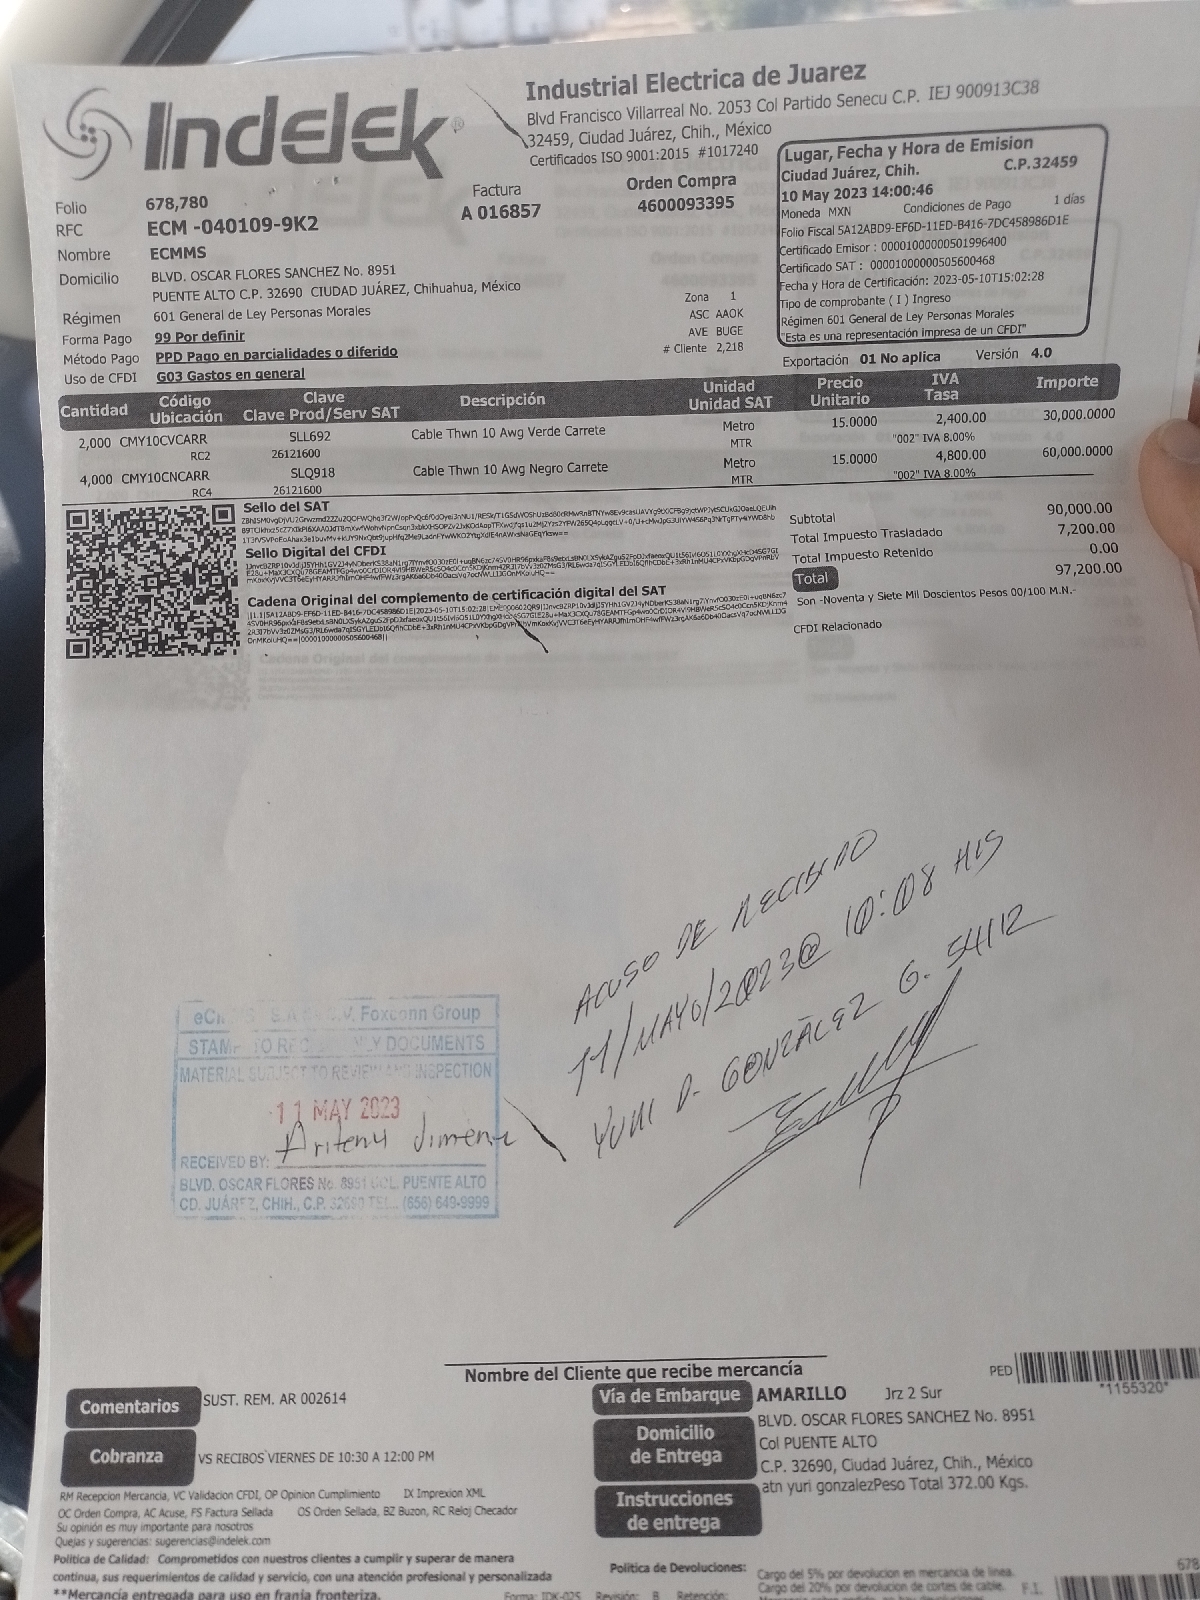 Indelek®
Industrial Electrica de Juarez
Blvd Francisco Villarreal No. 2053 Col Partido Senecu C.P. IEJ 900913C38
32459, Ciudad Juárez, Chih., México
Certificados ISO 9001:2015 #1017240
Lugar, Fecha y Hora de Emision
Ciudad Juárez, Chih. C.P.32459
10 May 2023 14:00:46
Moneda MXN Condiciones de Pago 1 días
Folio Fiscal 5A12ABD9-EF6D-11ED-B416-7DC458986D1E
Certificado Emisor : 00001000000501996400
Certificado SAT : 00001000000505600468
Fecha y Hora de Certificación: 2023-05-10T15:02:28
Tipo de comprobante ( I ) Ingreso
Régimen 601 General de Ley Personas Morales
"Esta es una representación impresa de un CFDI"
Exportación 01 No aplica Versión 4.0
Factura
A 016857
Orden Compra
4600093395
Folio 678,780
RFC ECM -040109-9K2
Nombre ECMMS
Domicilio BLVD. OSCAR FLORES SANCHEZ No. 8951
PUENTE ALTO C.P. 32690 CIUDAD JUÁREZ, Chihuahua, México
Régimen 601 General de Ley Personas Morales
Forma Pago 99 Por definir
Método Pago PPD Pago en parcialidades o diferido
Uso de CFDI G03 Gastos en general
Zona 1
ASC AAOK
AVE BUGE
# Cliente 2,218
Cantidad Código Ubicación Clave Clave Prod/Serv SAT Descripción Unidad Unidad SAT Precio Unitario IVA Tasa Importe
2,000 CMY10CVCARR SLL692 Cable Thwn 10 Awg Verde Carrete Metro 15.0000 2,400.00 30,000.0000
RC2 26121600 MTR "002" IVA 8.00%
4,000 CMY10CNCARR SLQ918 Cable Thwn 10 Awg Negro Carrete Metro 15.0000 4,800.00 60,000.0000
RC4 26121600 MTR "002" IVA 8.00%
Sello del SAT
Sello Digital del CFDI
Cadena Original del complemento de certificación digital del SAT
Subtotal 90,000.00
Total Impuesto Trasladado 7,200.00
Total Impuesto Retenido 0.00
Total 97,200.00
Son -Noventa y Siete Mil Doscientos Pesos 00/100 M.N.-
CFDI Relacionado
ACUSO DE RECIBIDO
11/MAYO/2023@ 10:08 HRS
YURI D. GONZÁLEZ G. 54112
V. Foxconn Group
DOCUMENTS
MATERIAL SUBJECT TO REVIEW AND INSPECTION
11 MAY 2023
RECEIVED BY:
BLVD. OSCAR FLORES No. 8951 COL. PUENTE ALTO
CD. JUÁREZ, CHIH., C.P. 32690 TEL.. (656) 649-9999
Nombre del Cliente que recibe mercancía
PED
*1155320*
Comentarios SUST. REM. AR 002614
Cobranza VS RECIBOS VIERNES DE 10:30 A 12:00 PM
Vía de Embarque AMARILLO Jrz 2 Sur
Domicilio de Entrega BLVD. OSCAR FLORES SANCHEZ No. 8951
Col PUENTE ALTO
C.P. 32690, Ciudad Juárez, Chih., México
atn yuri gonzalezPeso Total 372.00 Kgs.
Instrucciones de entrega
RM Recepcion Mercancia, VC Validacion CFDI, OP Opinion Cumplimiento IX Imprexion XML
OC Orden Compra, AC Acuse, FS Factura Sellada OS Orden Sellada, BZ Buzon, RC Reloj Checador
Su opinión es muy importante para nosotros
Quejas y sugerencias: sugerencias@indelek.com
Politica de Calidad: Comprometidos con nuestros clientes a cumplir y superar de manera
continua, sus requerimientos de calidad y servicio, con una atención profesional y personalizada
**Mercancía entregada para uso en franja fronteriza.
Forma: IDK-025 Revisión: B Retención:
Política de Devoluciones: Cargo del 5% por devolucion en mercancia de linea.
Cargo del 20% por devolucion de cortes de cable.
F.I.
678